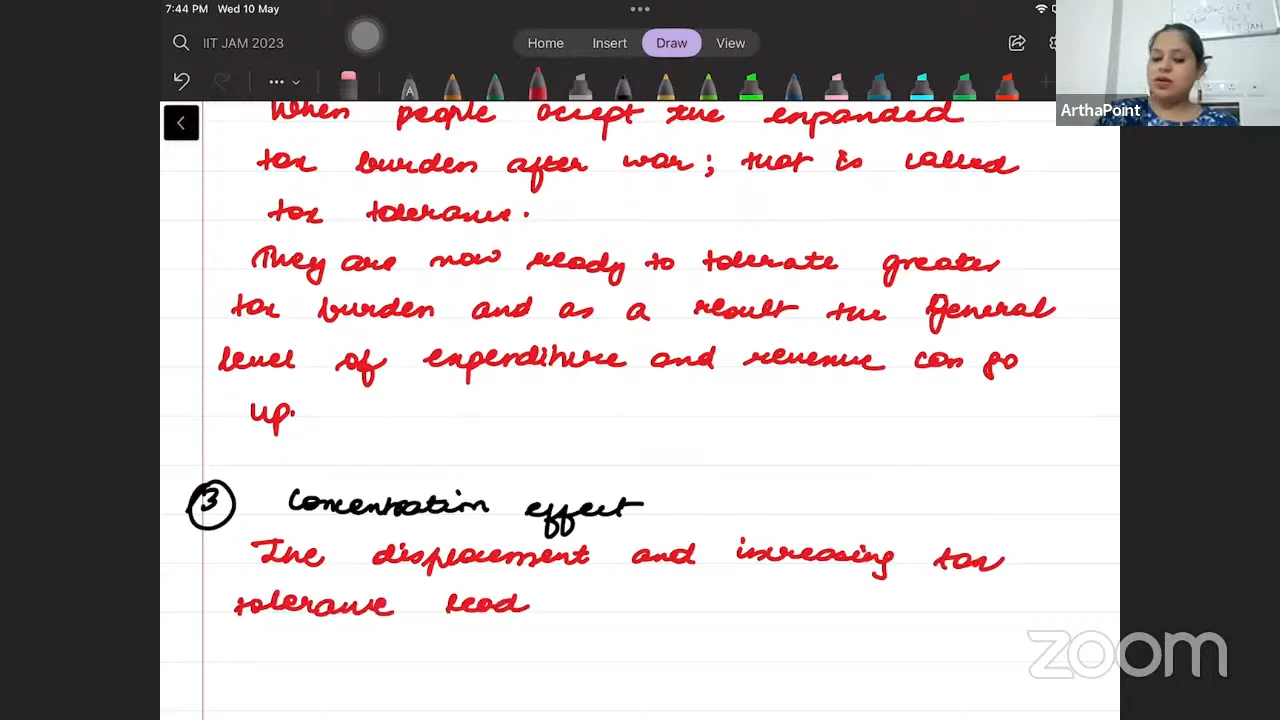 7:44 PM Wed 10 May
IIT JAM 2023
Home Insert Draw View
ArthaPoint
When people accept the expanded
tax burden after war; that is called
tax tolerance.
They are now ready to tolerate greater
tax burden and as a result the General
level of expenditure and revenue can go
up.
3 Concentration effect
The displacement and increasing tax
tolerance lead
zoom